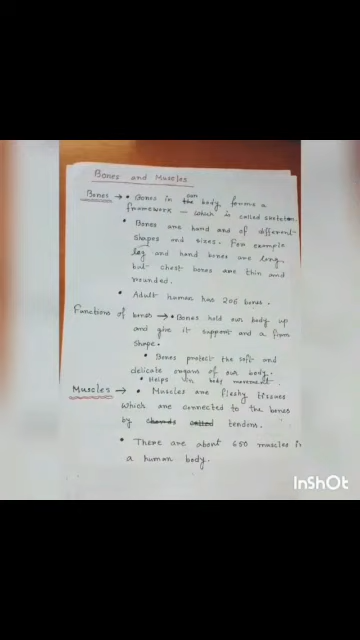 Bones and Muscles
Bones → • Bones in the our body, forms a
framework - which is called skeleton.
• Bones are hard and of different
shapes and sizes. For example
leg and hand bones are long
but chest bones are thin and
rounded.
• Adult human has 206 bones.
Functions of bones → • Bones hold our body up
and give it support and a firm
shape.
• Bones protect the soft and
delicate organs of our body.
• Helps in body movement.
Muscles → • Muscles are fleshy tissues
which are connected to the bones
by chords called tendons.
• There are about 650 muscles in
a human body.
InShOt